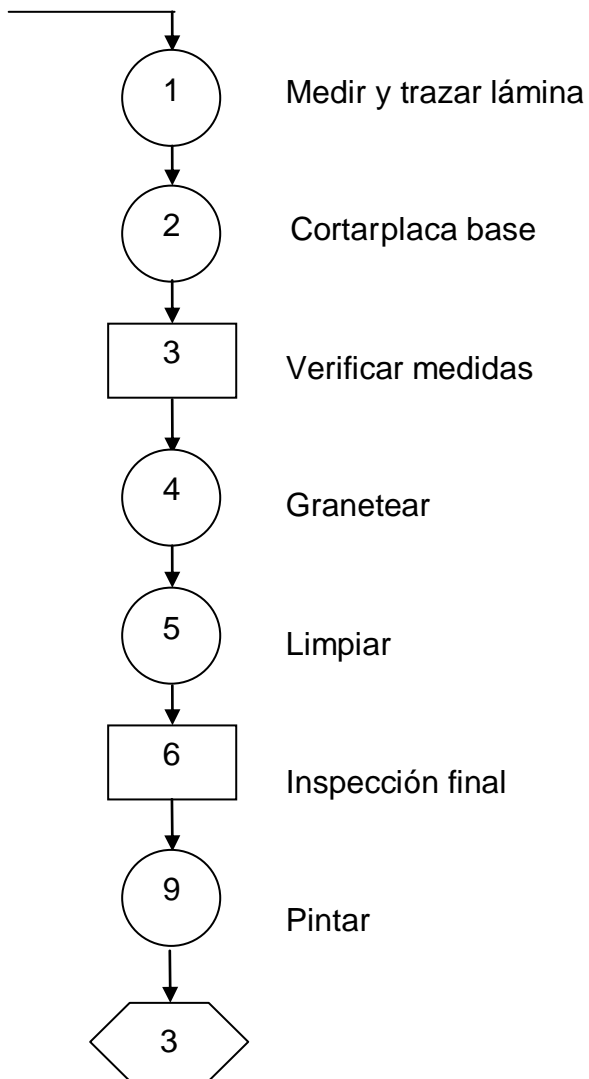 1 Medir y trazar lámina
2 Cortarplaca base
3 Verificar medidas
4 Granetear
5 Limpiar
6 Inspección final
9 Pintar
3